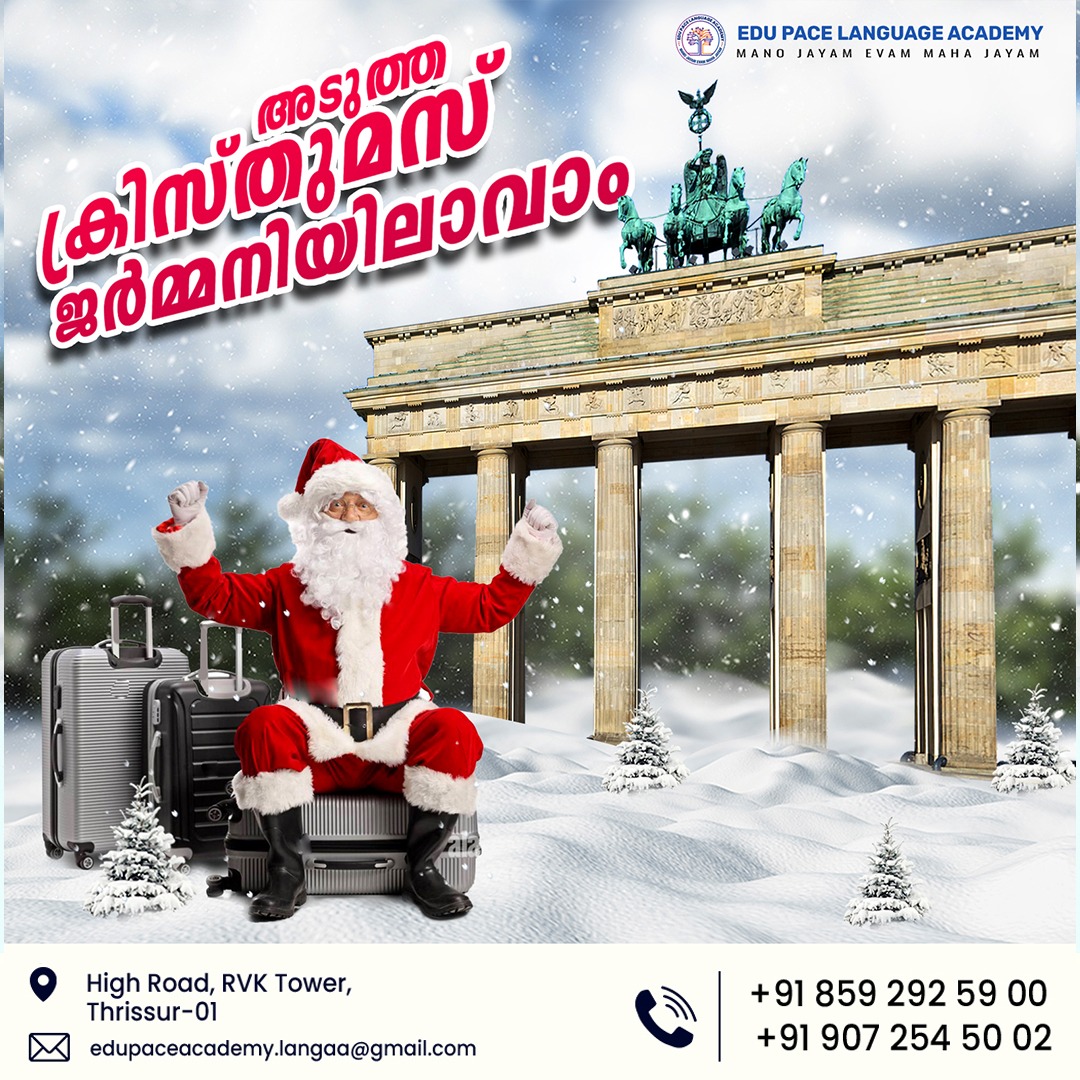 EDU PACE LANGUAGE ACADEMY
MANO JAYAM EVAM MAHA JAYAM
അടുത്ത
ക്രിസ്തുമസ്
ജർമ്മനിയിലാവാം
High Road, RVK Tower,
Thrissur-01
edupaceacademy.langaa@gmail.com
+91 859 292 59 00
+91 907 254 50 02